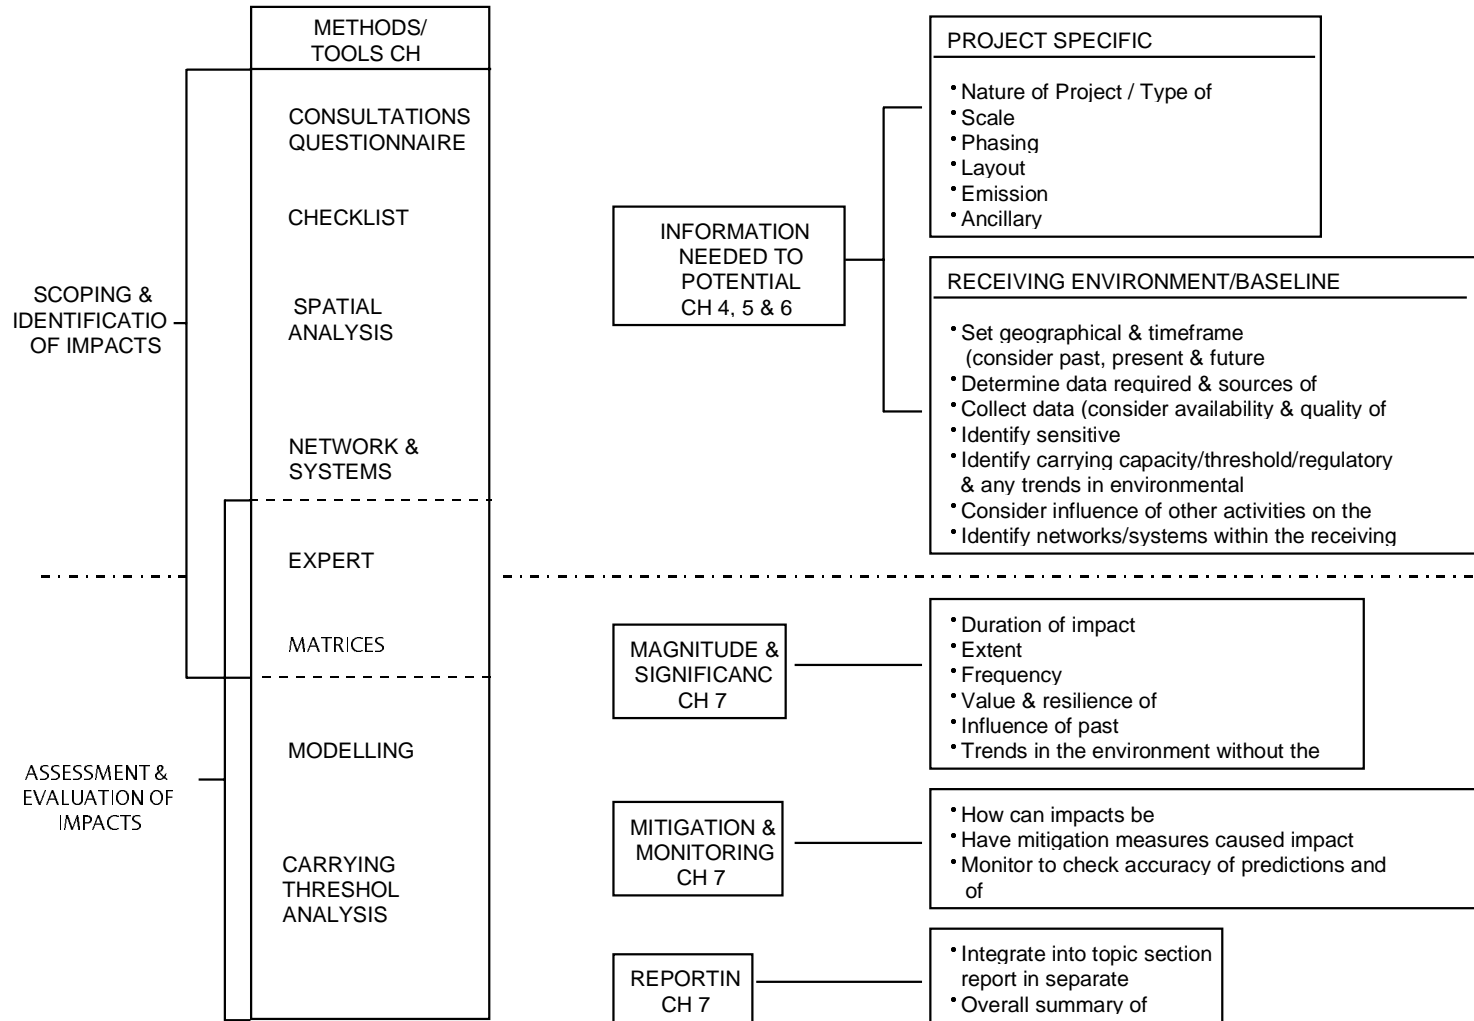 METHODS/
TOOLS CH
CONSULTATIONS
QUESTIONNAIRE
CHECKLIST
SPATIAL
ANALYSIS
NETWORK &
SYSTEMS
EXPERT
MATRICES
MODELLING
CARRYING
THRESHOL
ANALYSIS
SCOPING &
IDENTIFICATIO
OF IMPACTS
ASSESSMENT &
EVALUATION OF
IMPACTS
INFORMATION
NEEDED TO
POTENTIAL
CH 4, 5 & 6
PROJECT SPECIFIC
• Nature of Project / Type of
• Scale
• Phasing
• Layout
• Emission
• Ancillary
RECEIVING ENVIRONMENT/BASELINE
• Set geographical & timeframe
(consider past, present & future
• Determine data required & sources of
• Collect data (consider availability & quality of
• Identify sensitive
• Identify carrying capacity/threshold/regulatory
& any trends in environmental
• Consider influence of other activities on the
• Identify networks/systems within the receiving
MAGNITUDE &
SIGNIFICANC
CH 7
• Duration of impact
• Extent
• Frequency
• Value & resilience of
• Influence of past
• Trends in the environment without the
MITIGATION &
MONITORING
CH 7
• How can impacts be
• Have mitigation measures caused impact
• Monitor to check accuracy of predictions and
of
REPORTIN
CH 7
• Integrate into topic section
report in separate
• Overall summary of